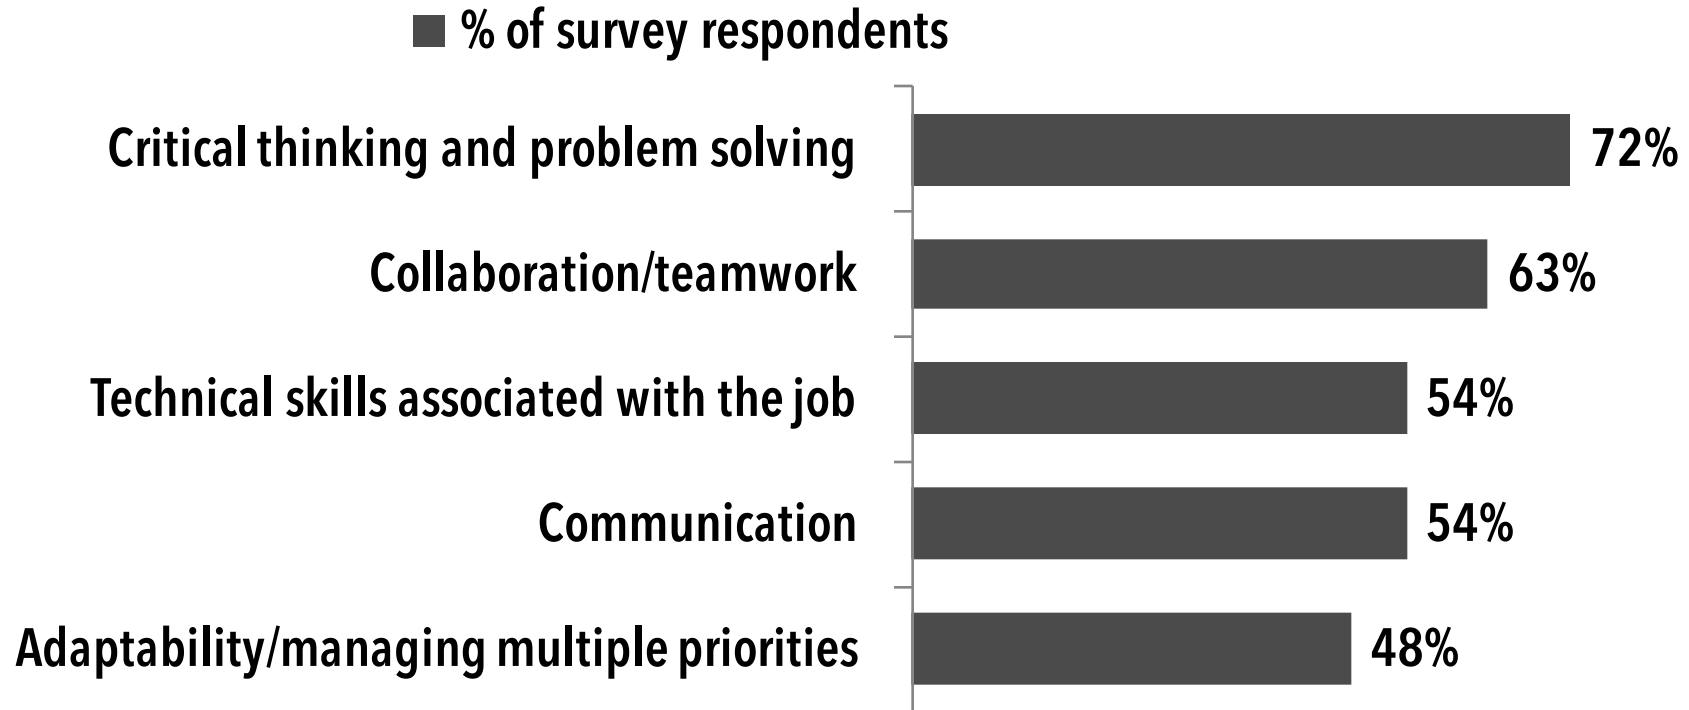 % of survey respondents
Critical thinking and problem solving 72%
Collaboration/teamwork 63%
Technical skills associated with the job 54%
Communication 54%
Adaptability/managing multiple priorities 48%